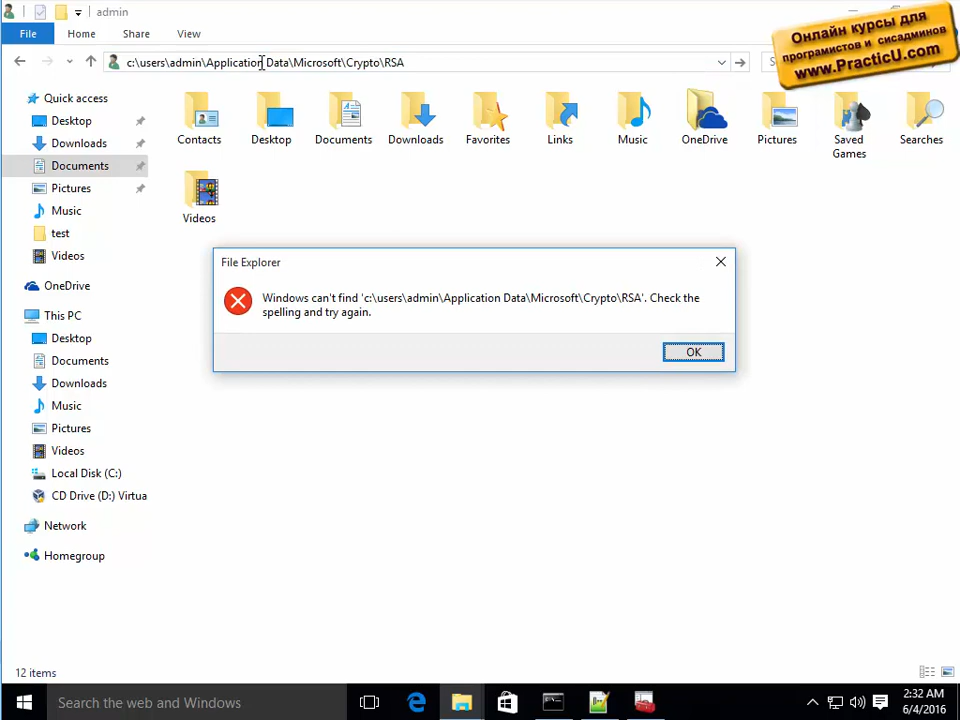 admin
Онлайн курсы для
програмистов и сисадминов
www.PracticU.com
File
Home
Share
View
c:\users\admin\Application Data\Microsoft\Crypto\RSA
Quick access
Desktop
Downloads
Documents
Pictures
Music
test
Videos
OneDrive
This PC
Desktop
Documents
Downloads
Music
Pictures
Videos
Local Disk (C:)
CD Drive (D:) Virtua
Network
Homegroup
Contacts
Desktop
Documents
Downloads
Favorites
Links
Music
OneDrive
Pictures
Saved
Games
Searches
Videos
File Explorer
Windows can't find 'c:\users\admin\Application Data\Microsoft\Crypto\RSA'. Check the
spelling and try again.
OK
12 items
Search the web and Windows
2:32 AM
6/4/2016